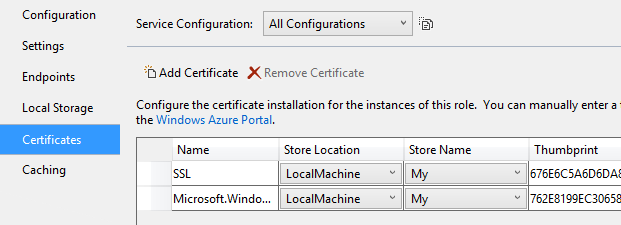 Configuration
Service Configuration: All Configurations
Settings
Endpoints
Add Certificate Remove Certificate
Local Storage
Configure the certificate installation for the instances of this role. You can manually enter a
Certificates
the Windows Azure Portal.
Name Store Location Store Name Thumbprint
Caching
SSL LocalMachine My 676E6C5A6D6DA8
Microsoft.Windo... LocalMachine My 762E8199EC30658